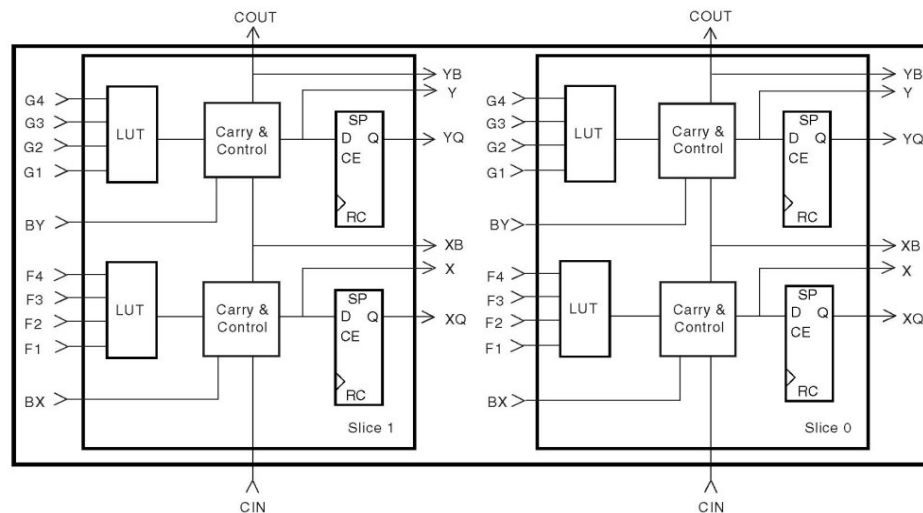 COUT
COUT
YB
Y
G4
G3
G2
G1
LUT
Carry &
Control
SP
D Q
CE
RC
YQ
BY
XB
X
F4
F3
F2
F1
LUT
Carry &
Control
SP
D Q
CE
RC
XQ
BX
Slice 1
CIN
YB
Y
G4
G3
G2
G1
LUT
Carry &
Control
SP
D Q
CE
RC
YQ
BY
XB
X
F4
F3
F2
F1
LUT
Carry &
Control
SP
D Q
CE
RC
XQ
BX
Slice 0
CIN